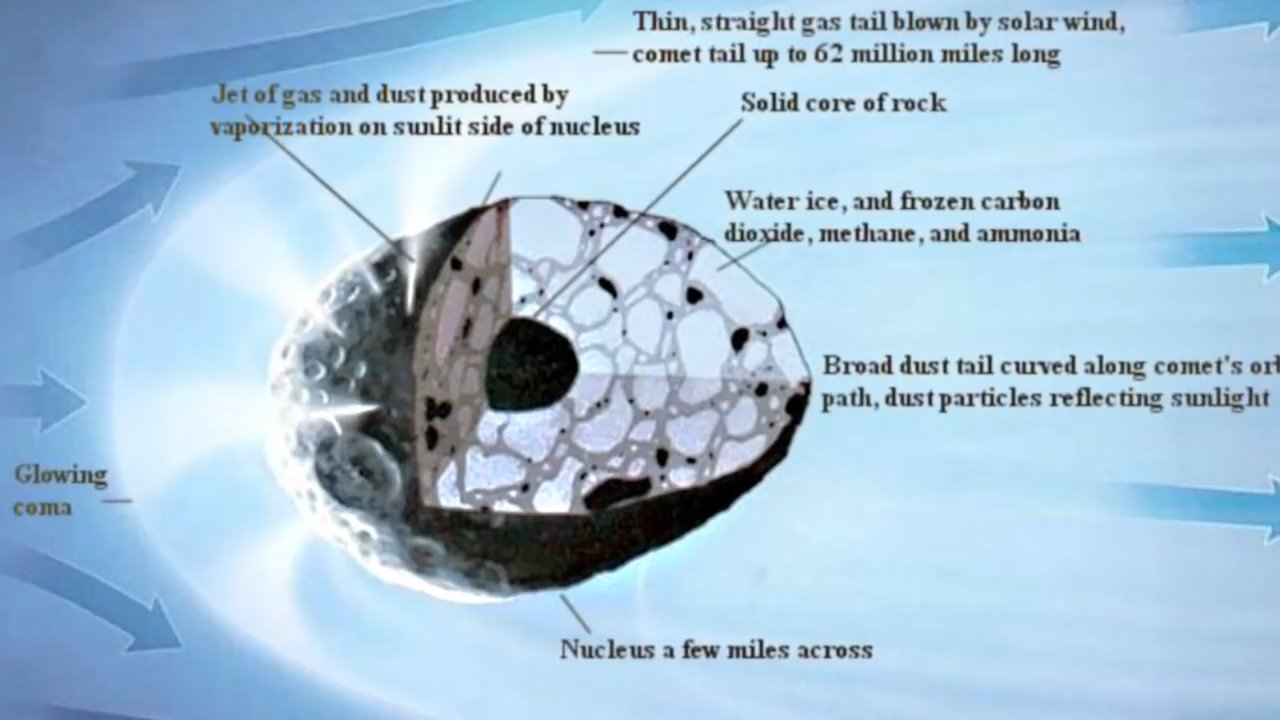 Thin, straight gas tail blown by solar wind,
comet tail up to 62 million miles long
Jet of gas and dust produced by
vaporization on sunlit side of nucleus
Solid core of rock
Water ice, and frozen carbon
dioxide, methane, and ammonia
Broad dust tail curved along comet's
path, dust particles reflecting sunlight
Glowing
coma
Nucleus a few miles across